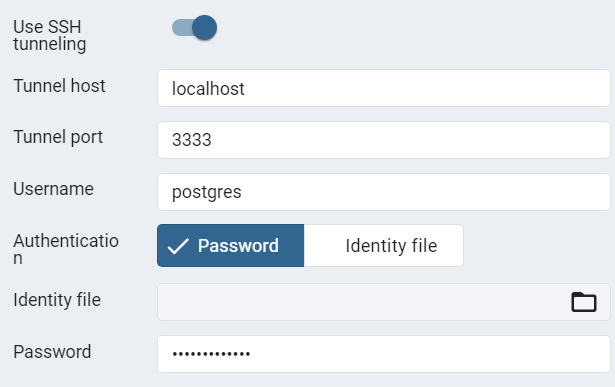 Use SSH
tunneling
Tunnel host
localhost
Tunnel port
3333
Username
postgres
Authenticatio
n
Password
Identity file
Identity file
Password
•••••••••••••